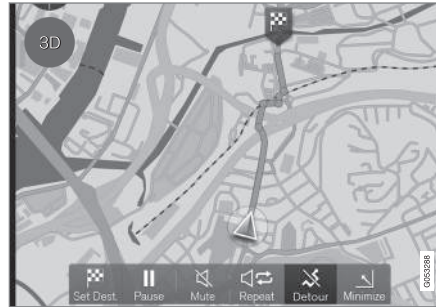 3D
G053288
Set Dest.
Pause
Mute
Repeat
Detour
Minimize